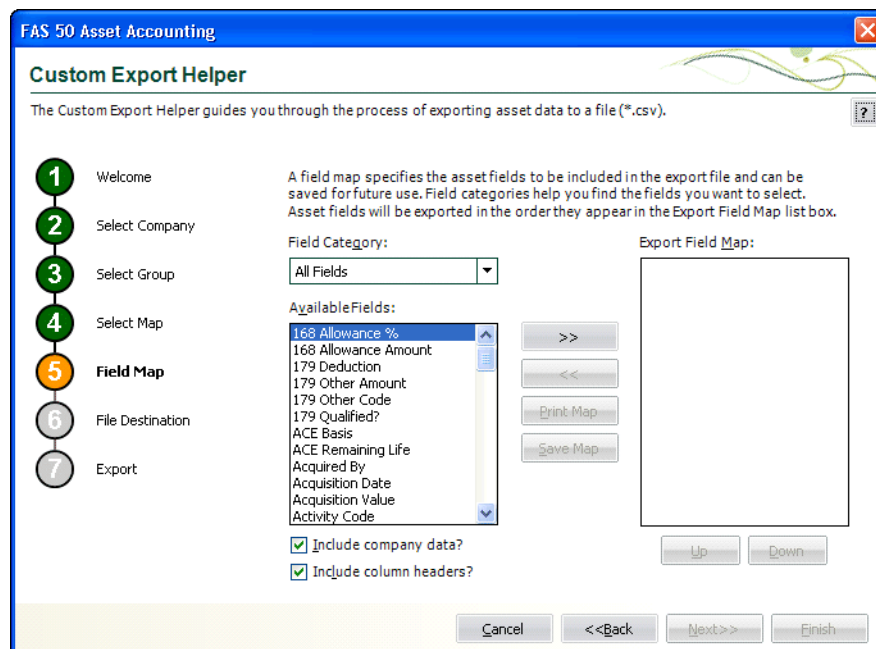 FAS 50 Asset Accounting
Custom Export Helper
The Custom Export Helper guides you through the process of exporting asset data to a file (*.csv).
?
1 Welcome
2 Select Company
3 Select Group
4 Select Map
5 Field Map
6 File Destination
7 Export
A field map specifies the asset fields to be included in the export file and can be
saved for future use. Field categories help you find the fields you want to select.
Asset fields will be exported in the order they appear in the Export Field Map list box.
Field Category:
All Fields
Available Fields:
168 Allowance %
168 Allowance Amount
179 Deduction
179 Other Amount
179 Other Code
179 Qualified?
ACE Basis
ACE Remaining Life
Acquired By
Acquisition Date
Acquisition Value
Activity Code
Include company data?
Include column headers?
>>
<<
Print Map
Save Map
Export Field Map:
Up
Down
Cancel
<<Back
Next>>
Finish